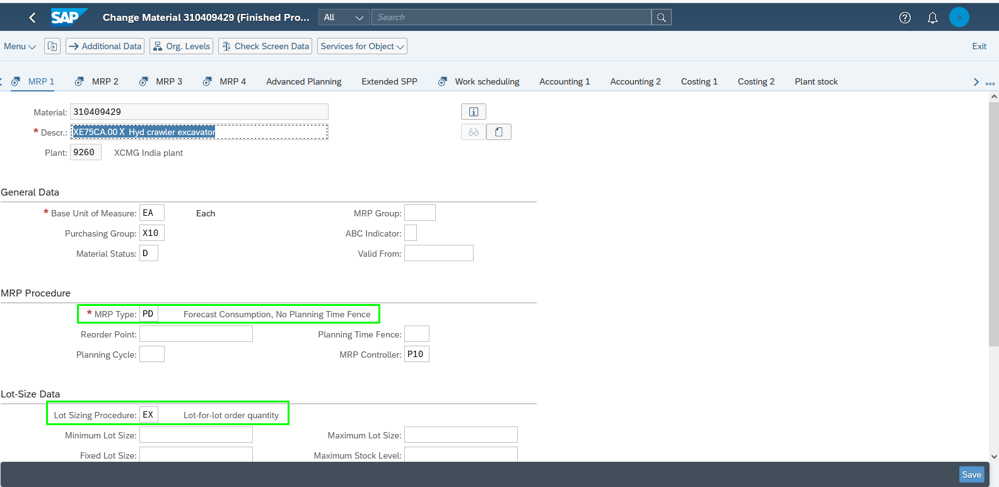 SAP Change Material 310409429 (Finished Pro... All Search a
Menu Additional Data Org. Levels Check Screen Data Services for Object Exit
MRP 1 MRP 2 MRP 3 MRP 4 Advanced Planning Extended SPP Work scheduling Accounting 1 Accounting 2 Costing 1 Costing 2 Plant stock
Material: 310409429
* Descr.: XE75CA.00 X Hyd crawler excavator
Plant: 9260 XCMG India plant
General Data
* Base Unit of Measure: EA Each MRP Group:
Purchasing Group: X10 ABC Indicator:
Material Status: D Valid From:
MRP Procedure
* MRP Type: PD Forecast Consumption, No Planning Time Fence
Reorder Point: Planning Time Fence:
Planning Cycle: MRP Controller: P10
Lot-Size Data
Lot Sizing Procedure: EX Lot-for-lot order quantity
Minimum Lot Size: Maximum Lot Size:
Fixed Lot Size: Maximum Stock Level:
Save